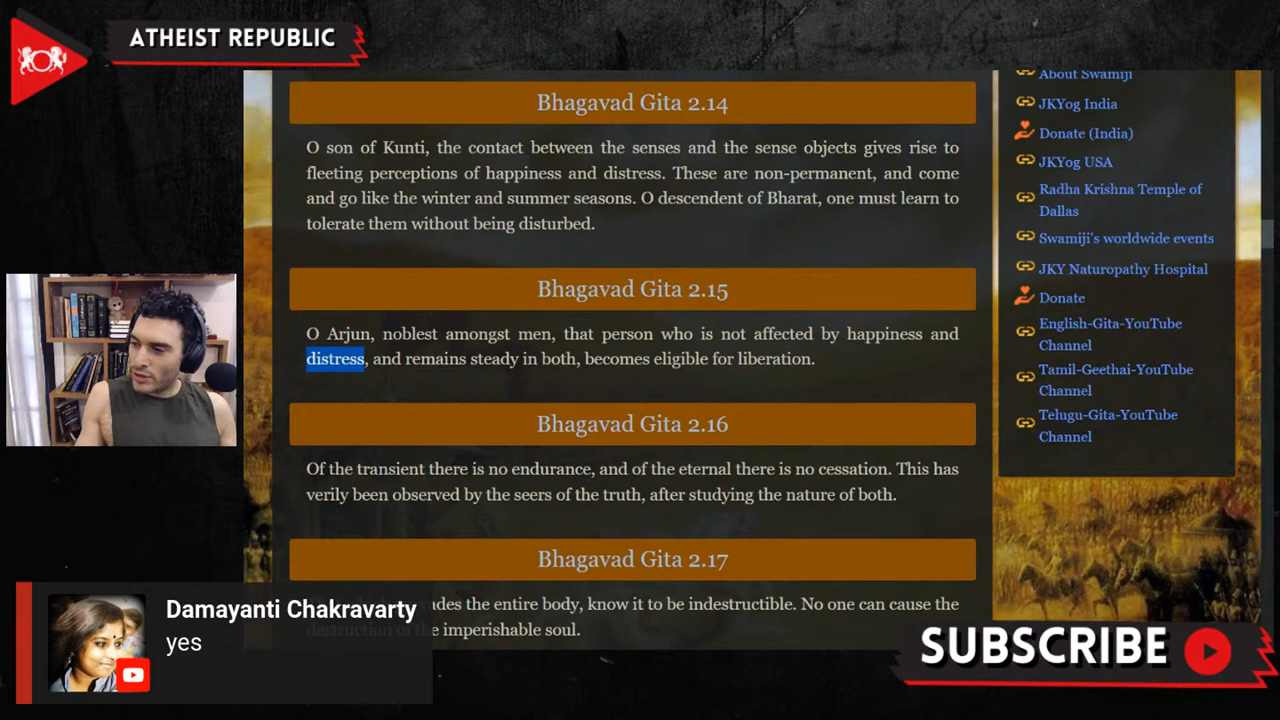 ATHEIST REPUBLIC
Bhagavad Gita 2.14
O son of Kunti, the contact between the senses and the sense objects gives rise to
fleeting perceptions of happiness and distress. These are non-permanent, and come
and go like the winter and summer seasons. O descendent of Bharat, one must learn to
tolerate them without being disturbed.
Bhagavad Gita 2.15
O Arjun, noblest amongst men, that person who is not affected by happiness and
distress, and remains steady in both, becomes eligible for liberation.
Bhagavad Gita 2.16
Of the transient there is no endurance, and of the eternal there is no cessation. This has
verily been observed by the seers of the truth, after studying the nature of both.
Bhagavad Gita 2.17
the entire body, know it to be indestructible. No one can cause the
destruction of the imperishable soul.
About Swamiji
JKYog India
Donate (India)
JKYog USA
Radha Krishna Temple of
Dallas
Swamiji's worldwide events
JKY Naturopathy Hospital
Donate
English-Gita-YouTube
Channel
Tamil-Geethai-YouTube
Channel
Telugu-Gita-YouTube
Channel
Damayanti Chakravarty
yes
SUBSCRIBE